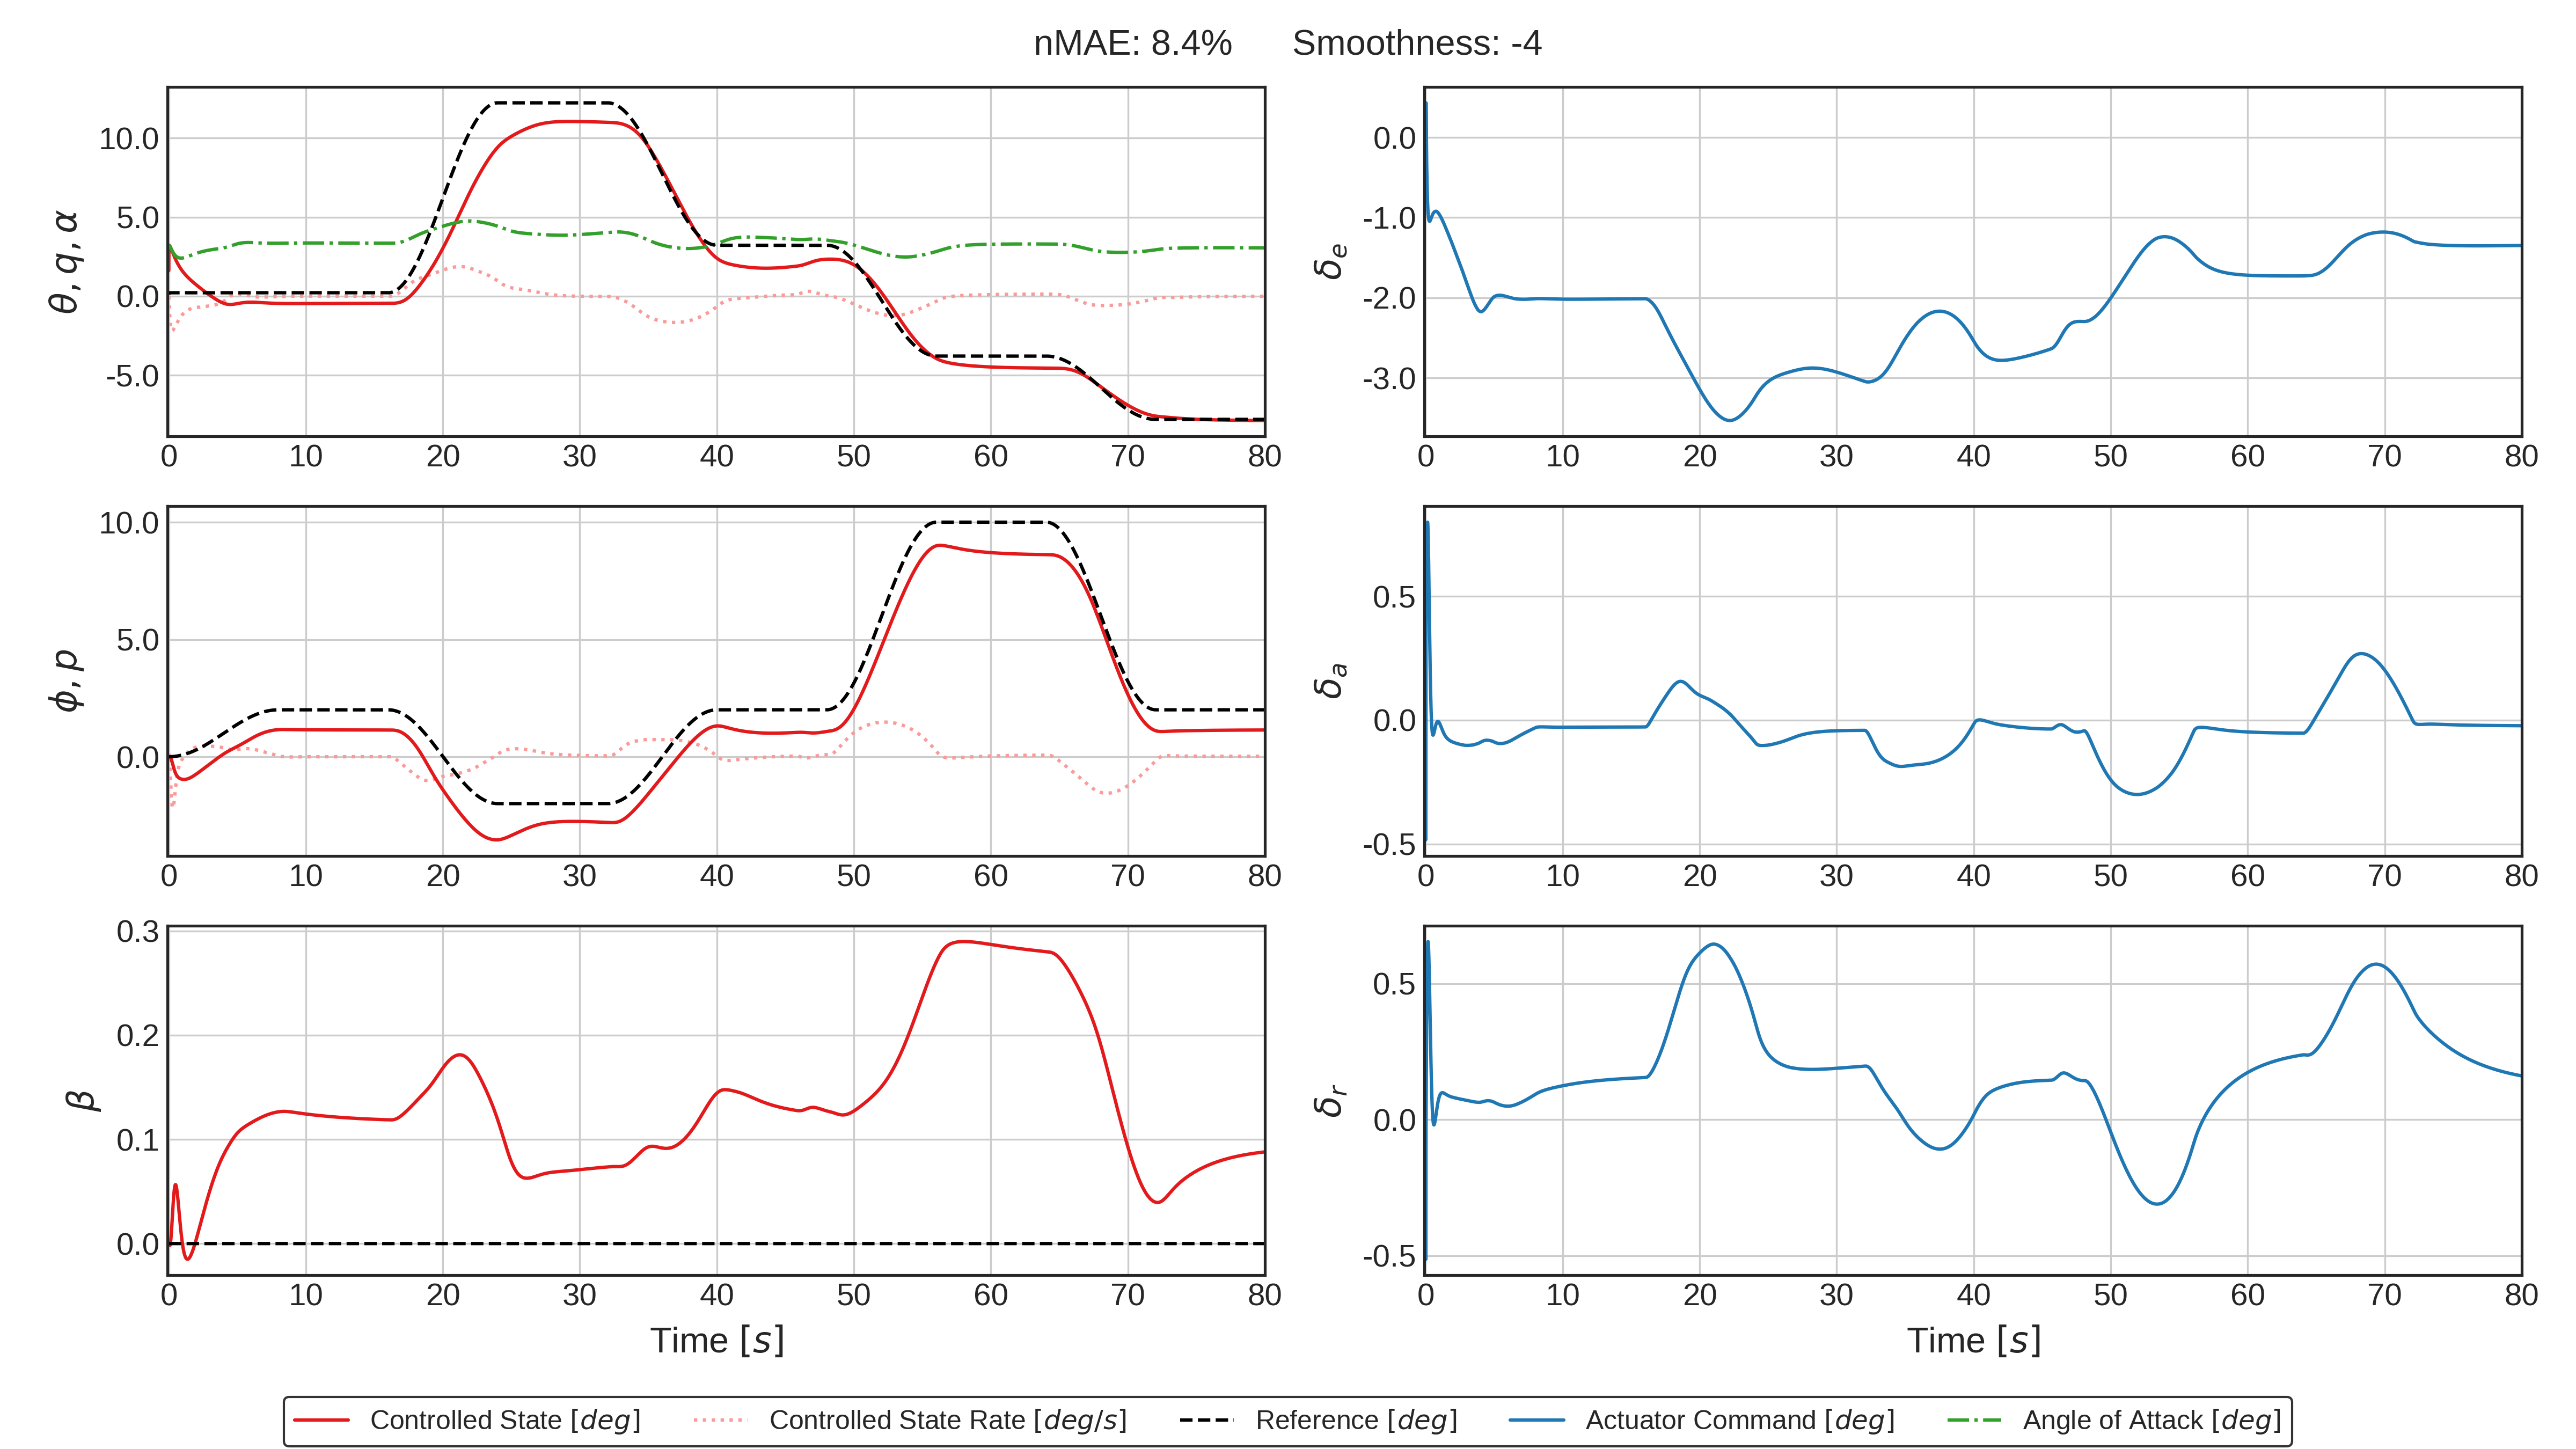 nMAE: 8.4% Smoothness: -4
θ, q, α
10.0
5.0
0.0
-5.0
0 10 20 30 40 50 60 70 80
δe
0.0
-1.0
-2.0
-3.0
0 10 20 30 40 50 60 70 80
ϕ, p
10.0
5.0
0.0
0 10 20 30 40 50 60 70 80
δa
0.5
0.0
-0.5
0 10 20 30 40 50 60 70 80
β
0.3
0.2
0.1
0.0
0 10 20 30 40 50 60 70 80
Time [s]
δr
0.5
0.0
-0.5
0 10 20 30 40 50 60 70 80
Time [s]
Controlled State [deg] Controlled State Rate [deg/s] Reference [deg] Actuator Command [deg] Angle of Attack [deg]